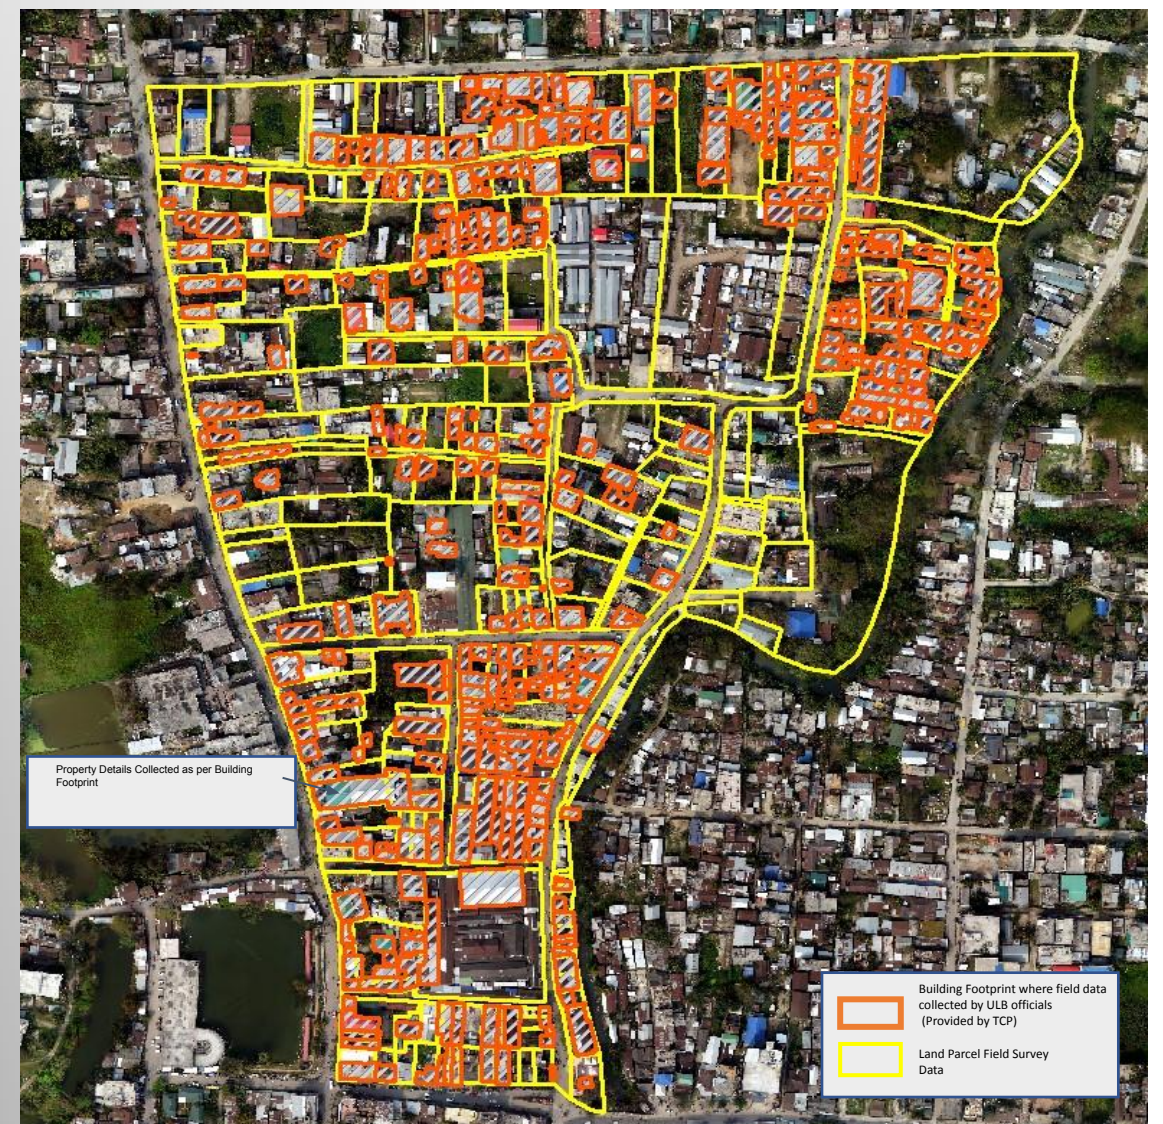 Property Details Collected as per Building
Footprint
Building Footprint where field data
collected by ULB officials
(Provided by TCP)
Land Parcel Field Survey
Data